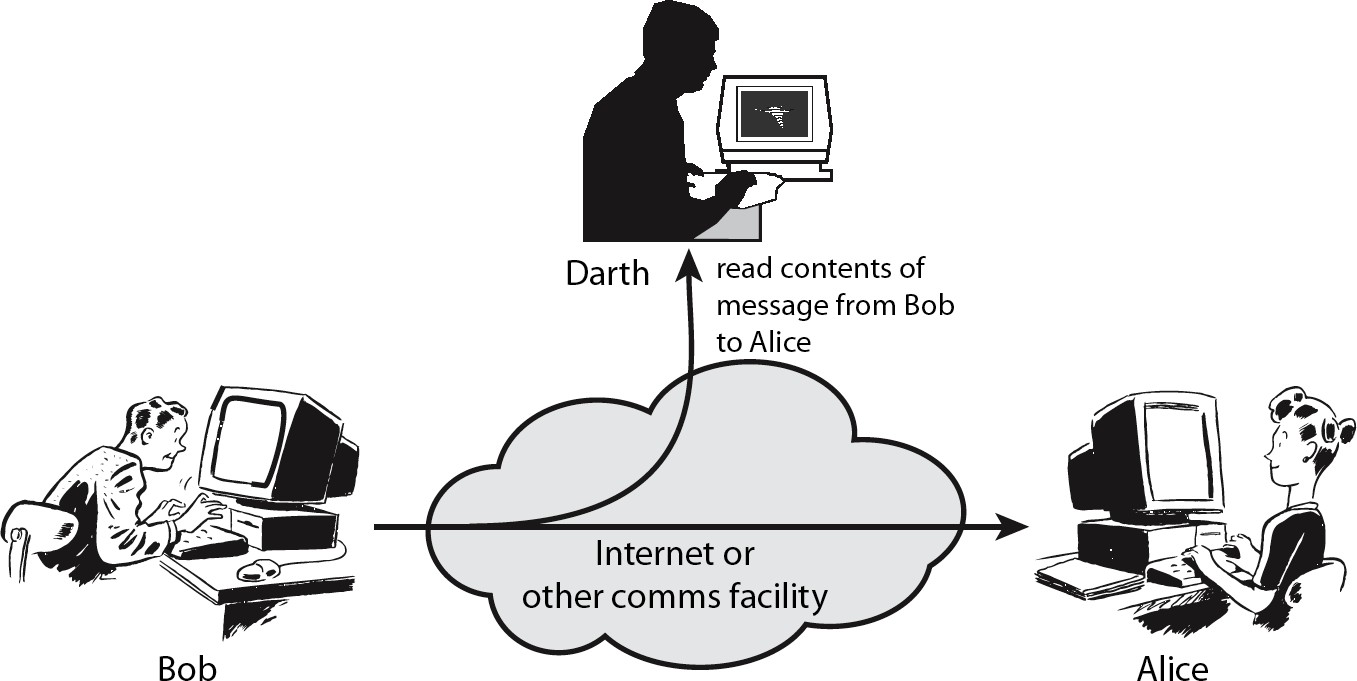 Darth
read contents of
message from Bob
to Alice
Internet or
other comms facility
Bob
Alice